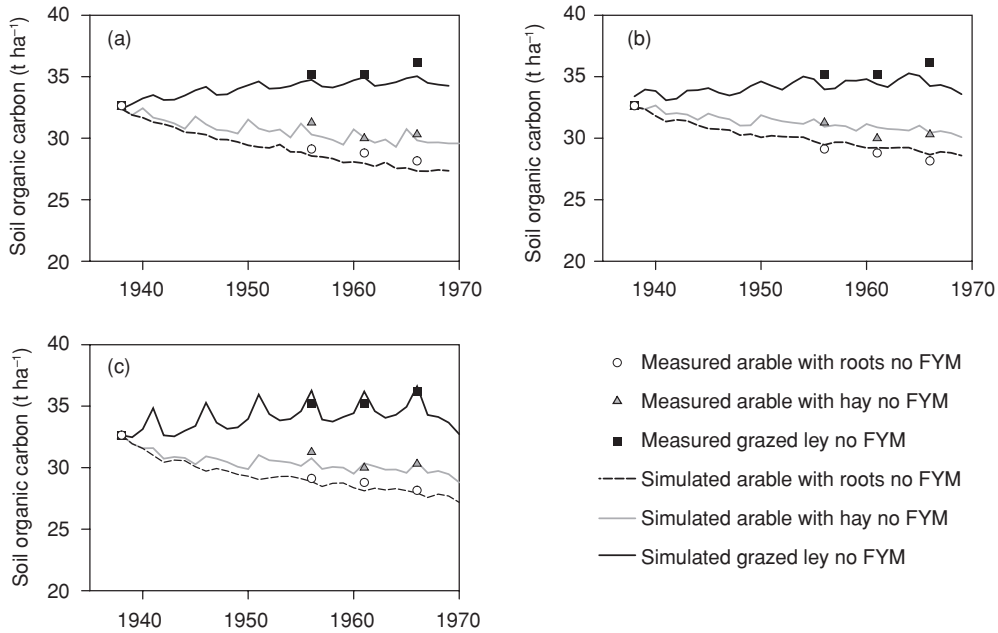 40
35
30
25
20
Soil organic carbon (t ha⁻¹)
(a)
1940 1950 1960 1970
40
35
30
25
20
Soil organic carbon (t ha⁻¹)
(b)
1940 1950 1960 1970
40
35
30
25
20
Soil organic carbon (t ha⁻¹)
(c)
1940 1950 1960 1970
Measured arable with roots no FYM
Measured arable with hay no FYM
Measured grazed ley no FYM
Simulated arable with roots no FYM
Simulated arable with hay no FYM
Simulated grazed ley no FYM